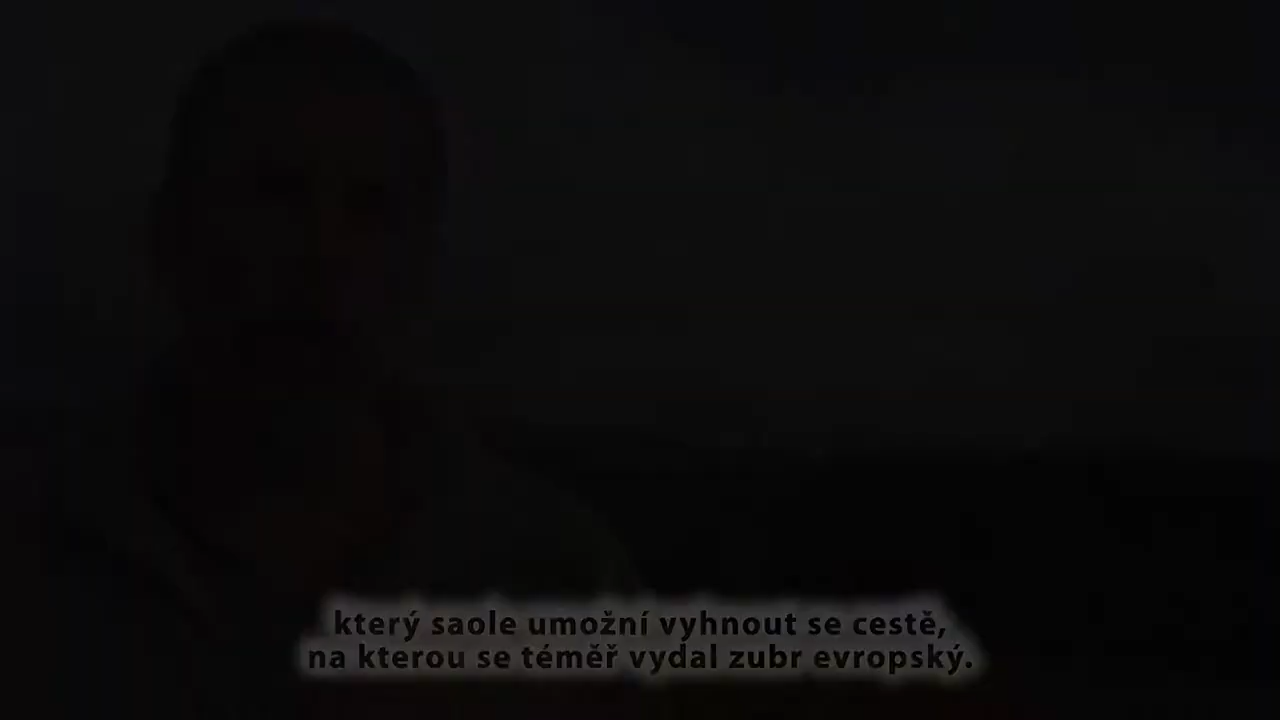 který saole umožní vyhnout se cestě,
na kterou se téměř vydal zubr evropský.